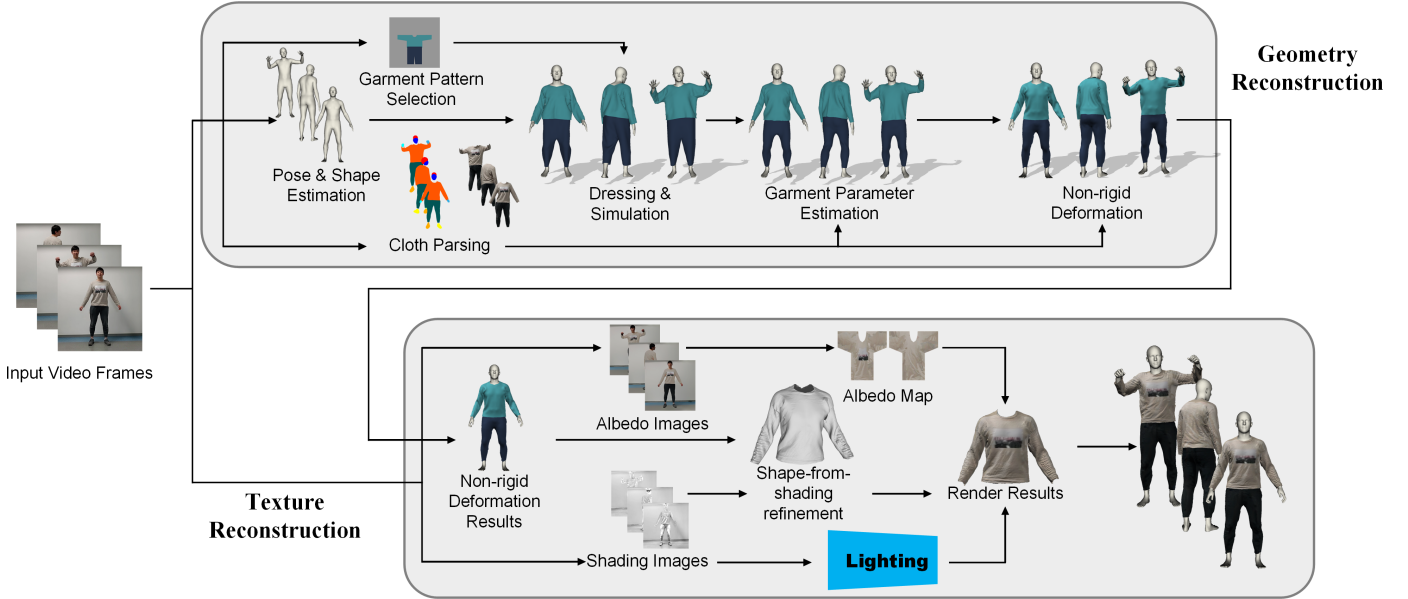 Geometry
Reconstruction
Garment Pattern
Selection
Pose & Shape
Estimation
Dressing &
Simulation
Garment Parameter
Estimation
Non-rigid
Deformation
Cloth Parsing
Input Video Frames
Albedo Images
Albedo Map
Non-rigid
Deformation
Results
Shape-from-
shading
refinement
Render Results
Texture
Reconstruction
Shading Images
Lighting